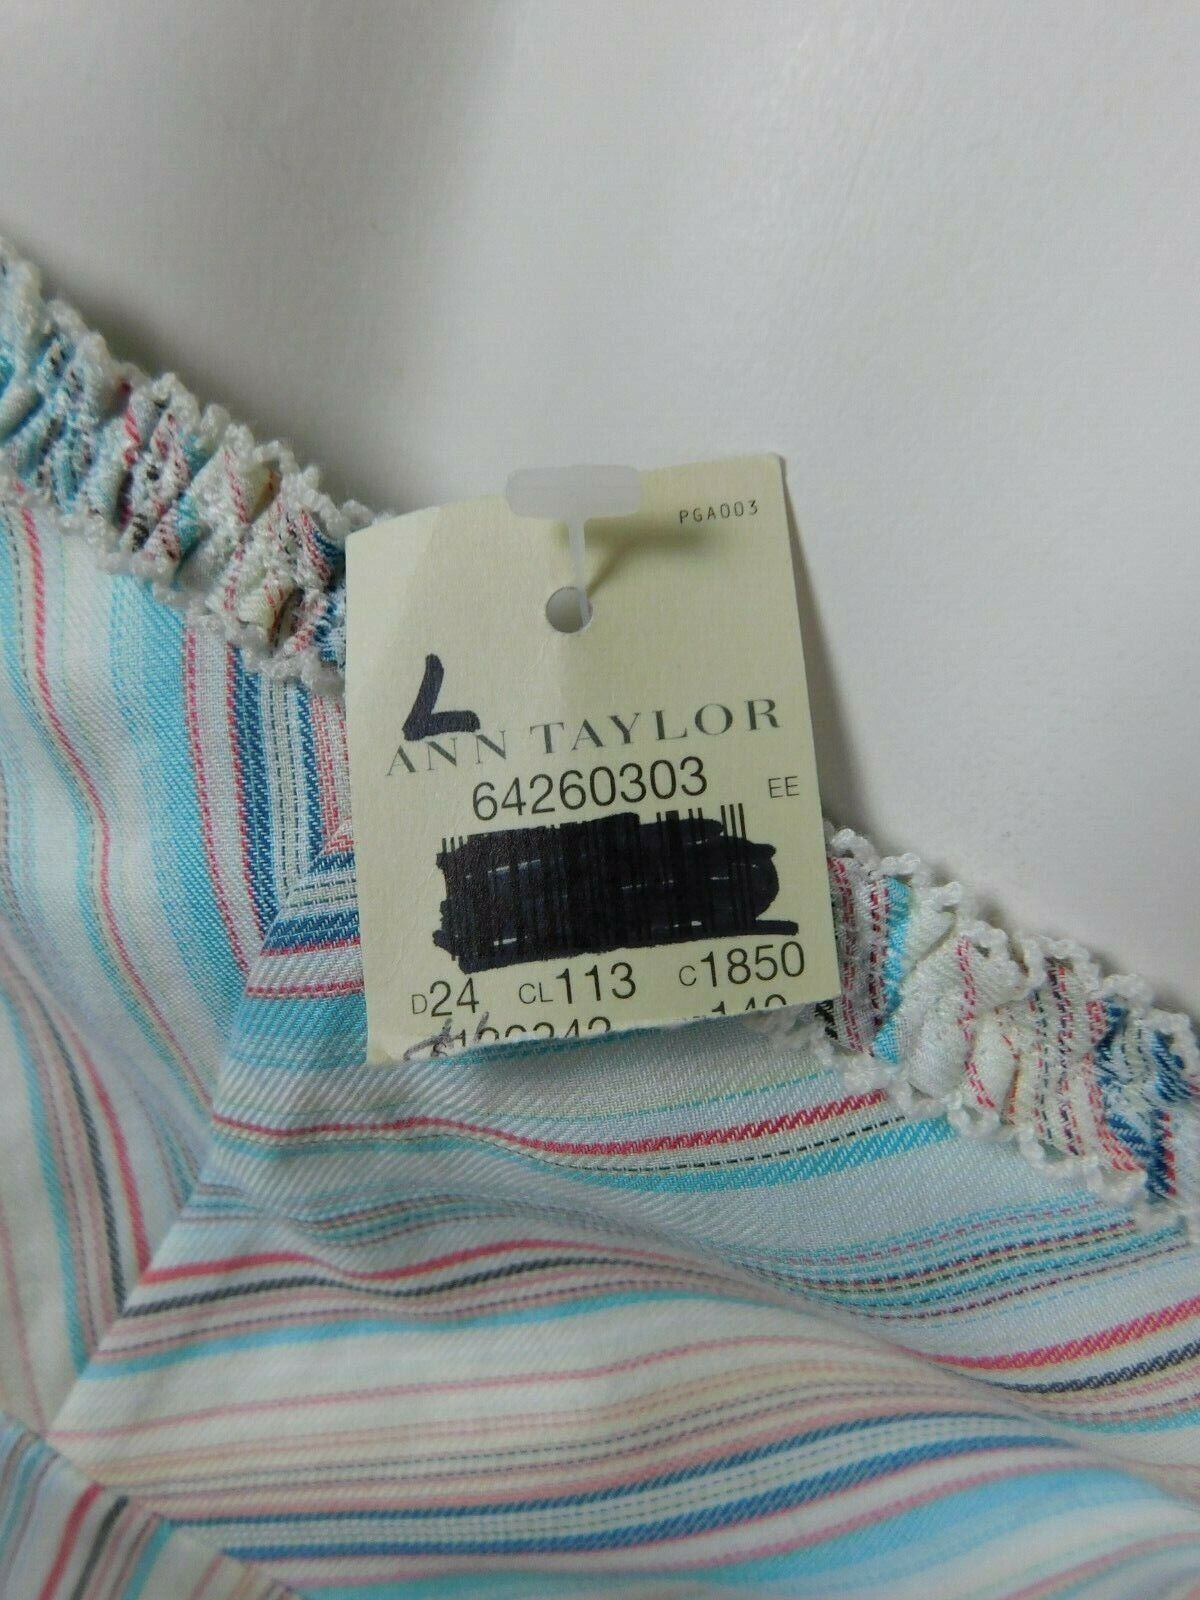 PGA003
L
ANN TAYLOR
64260303 EE
D24 CL113 C1850